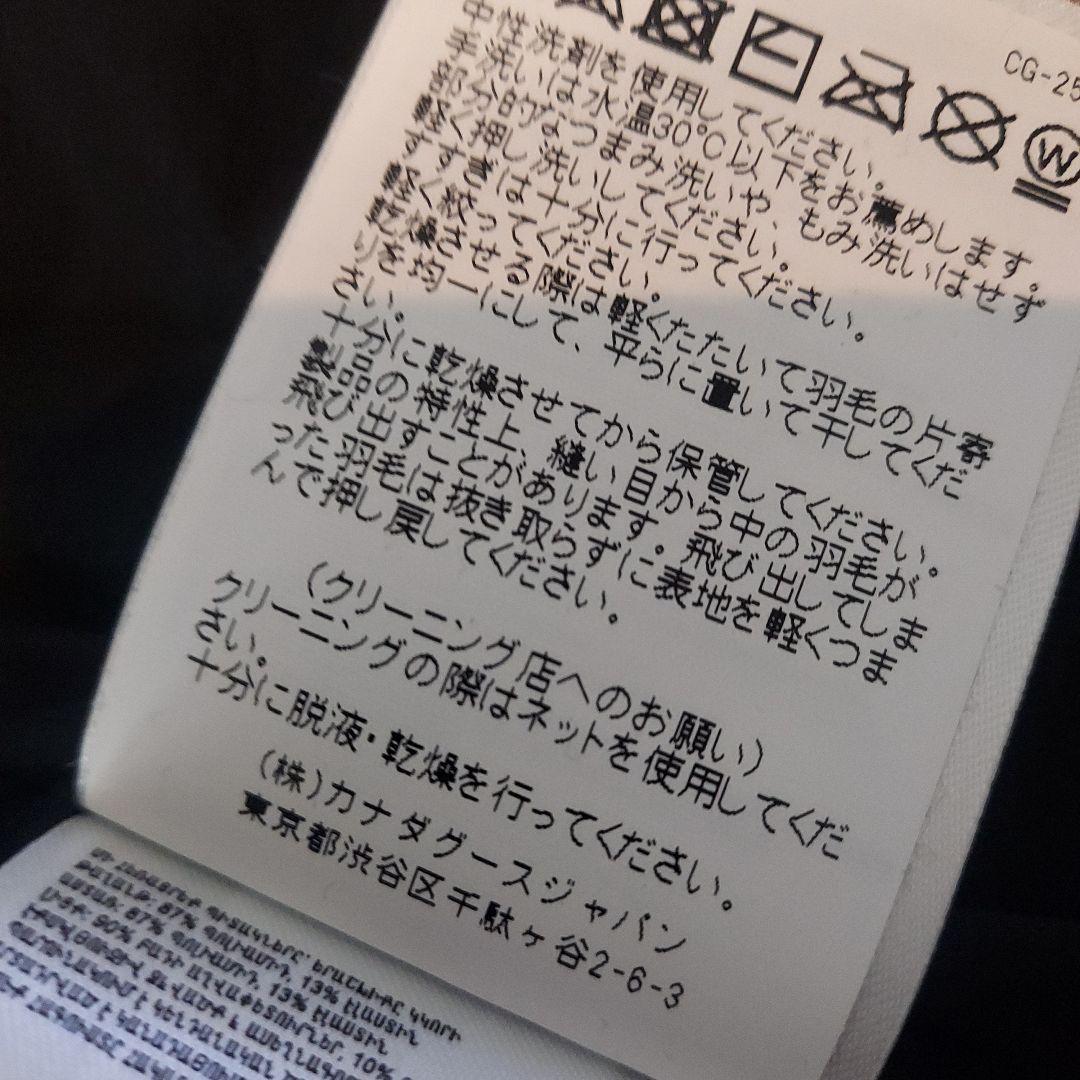 CG-25
W
中性洗剤を使用してください。
手洗いは水温30℃以下をお薦めします。
部分的なつまみ洗いや、もみ洗いはせず
軽く押し洗いしてください。
すすぎは十分に行ってください。
軽く絞ってください。
乾燥させる際は軽くたたいて羽毛の片寄
りを均一にして、平らに置いて干してくだ
さい。
十分に乾燥させてから保管してください。
製品の特性上、縫い目から中の羽毛が
飛び出すことがあります。飛び出してしま
った羽毛は抜き取らずに表地を軽くつま
んで押し戻してください。
(クリーニング店へのお願い)
クリーニングの際はネットを使用してくだ
さい。
十分に脱液・乾燥を行ってください。
(株)カナダグースジャパン
東京都渋谷区千駄ヶ谷2-6-3
87% ՊՈԼԻԱՄԻԴ, 13% ԷԼԱՍՏԻՆ
90%
10%